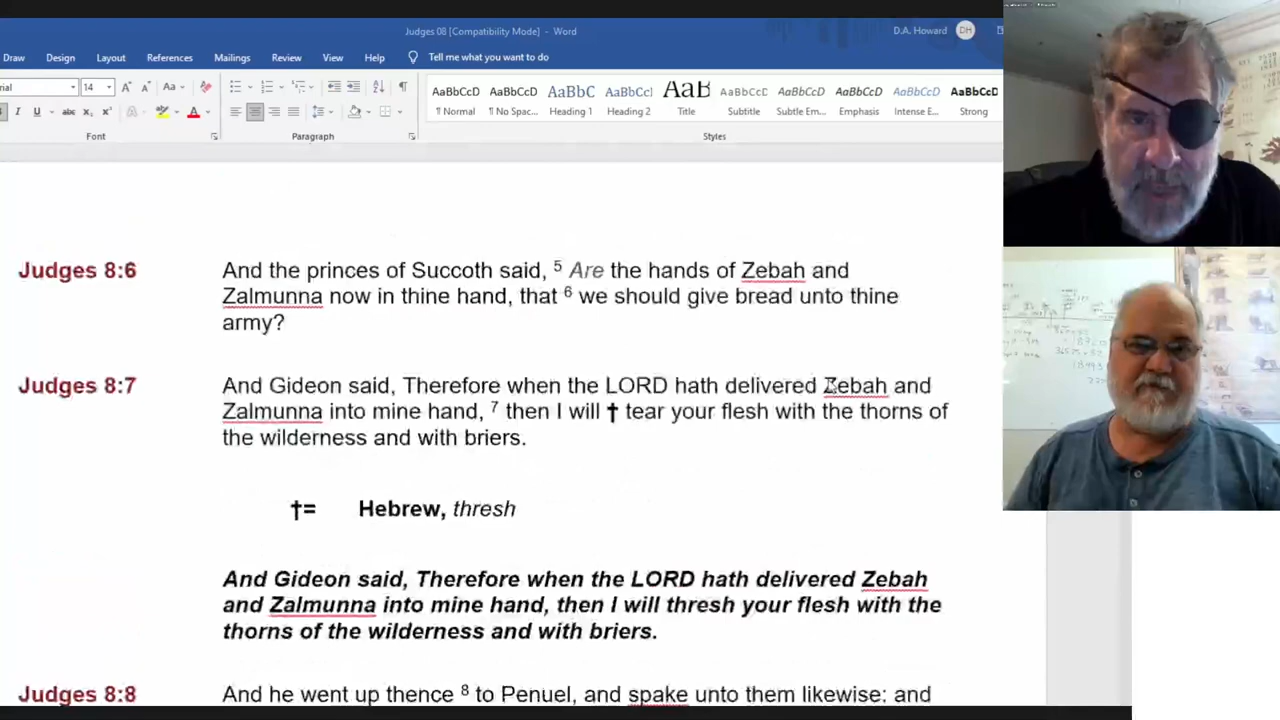 Judges 08 [Compatibility Mode] - Word
D.A. Howard
DH
Draw Design Layout References Mailings Review View Help Tell me what you want to do
14
Aa
AaBbCcD AaBbCcD AaBbC AaBbCcI AaB AaBbCcD AaBbCcD AaBbCcD AaBbCcD AaBbCcD
¶ Normal ¶ No Spac... Heading 1 Heading 2 Title Subtitle Subtle Em... Emphasis Intense E... Strong
Font Paragraph Styles
Judges 8:6 And the princes of Succoth said, ⁵ Are the hands of Zebah and
Zalmunna now in thine hand, that ⁶ we should give bread unto thine
army?
Judges 8:7 And Gideon said, Therefore when the LORD hath delivered Zebah and
Zalmunna into mine hand, ⁷ then I will † tear your flesh with the thorns of
the wilderness and with briers.
†= Hebrew, thresh
And Gideon said, Therefore when the LORD hath delivered Zebah
and Zalmunna into mine hand, then I will thresh your flesh with the
thorns of the wilderness and with briers.
Judges 8:8 And he went up thence ⁸ to Penuel, and spake unto them likewise: and